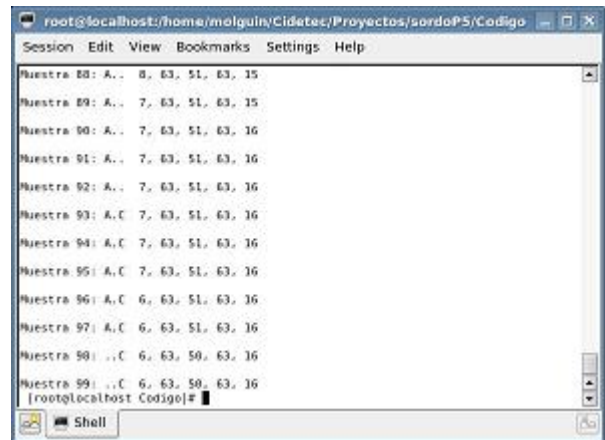 root@localhost:/home/molguin/Cidetec/Proyectos/sordoP5/Codigo
Session Edit View Bookmarks Settings Help
Muestra 88: A.. 8, 63, 51, 63, 15
Muestra 89: A.. 7, 63, 51, 63, 15
Muestra 90: A.. 7, 63, 51, 63, 16
Muestra 91: A.. 7, 63, 51, 63, 16
Muestra 92: A.. 7, 63, 51, 63, 16
Muestra 93: A.C 7, 63, 51, 63, 16
Muestra 94: A.C 7, 63, 51, 63, 16
Muestra 95: A.C 7, 63, 51, 63, 16
Muestra 96: A.C 6, 63, 51, 63, 16
Muestra 97: A.C 6, 63, 51, 63, 16
Muestra 98: ..C 6, 63, 50, 63, 16
Muestra 99: ..C 6, 63, 50, 63, 16
[root@localhost Codigo]#
Shell